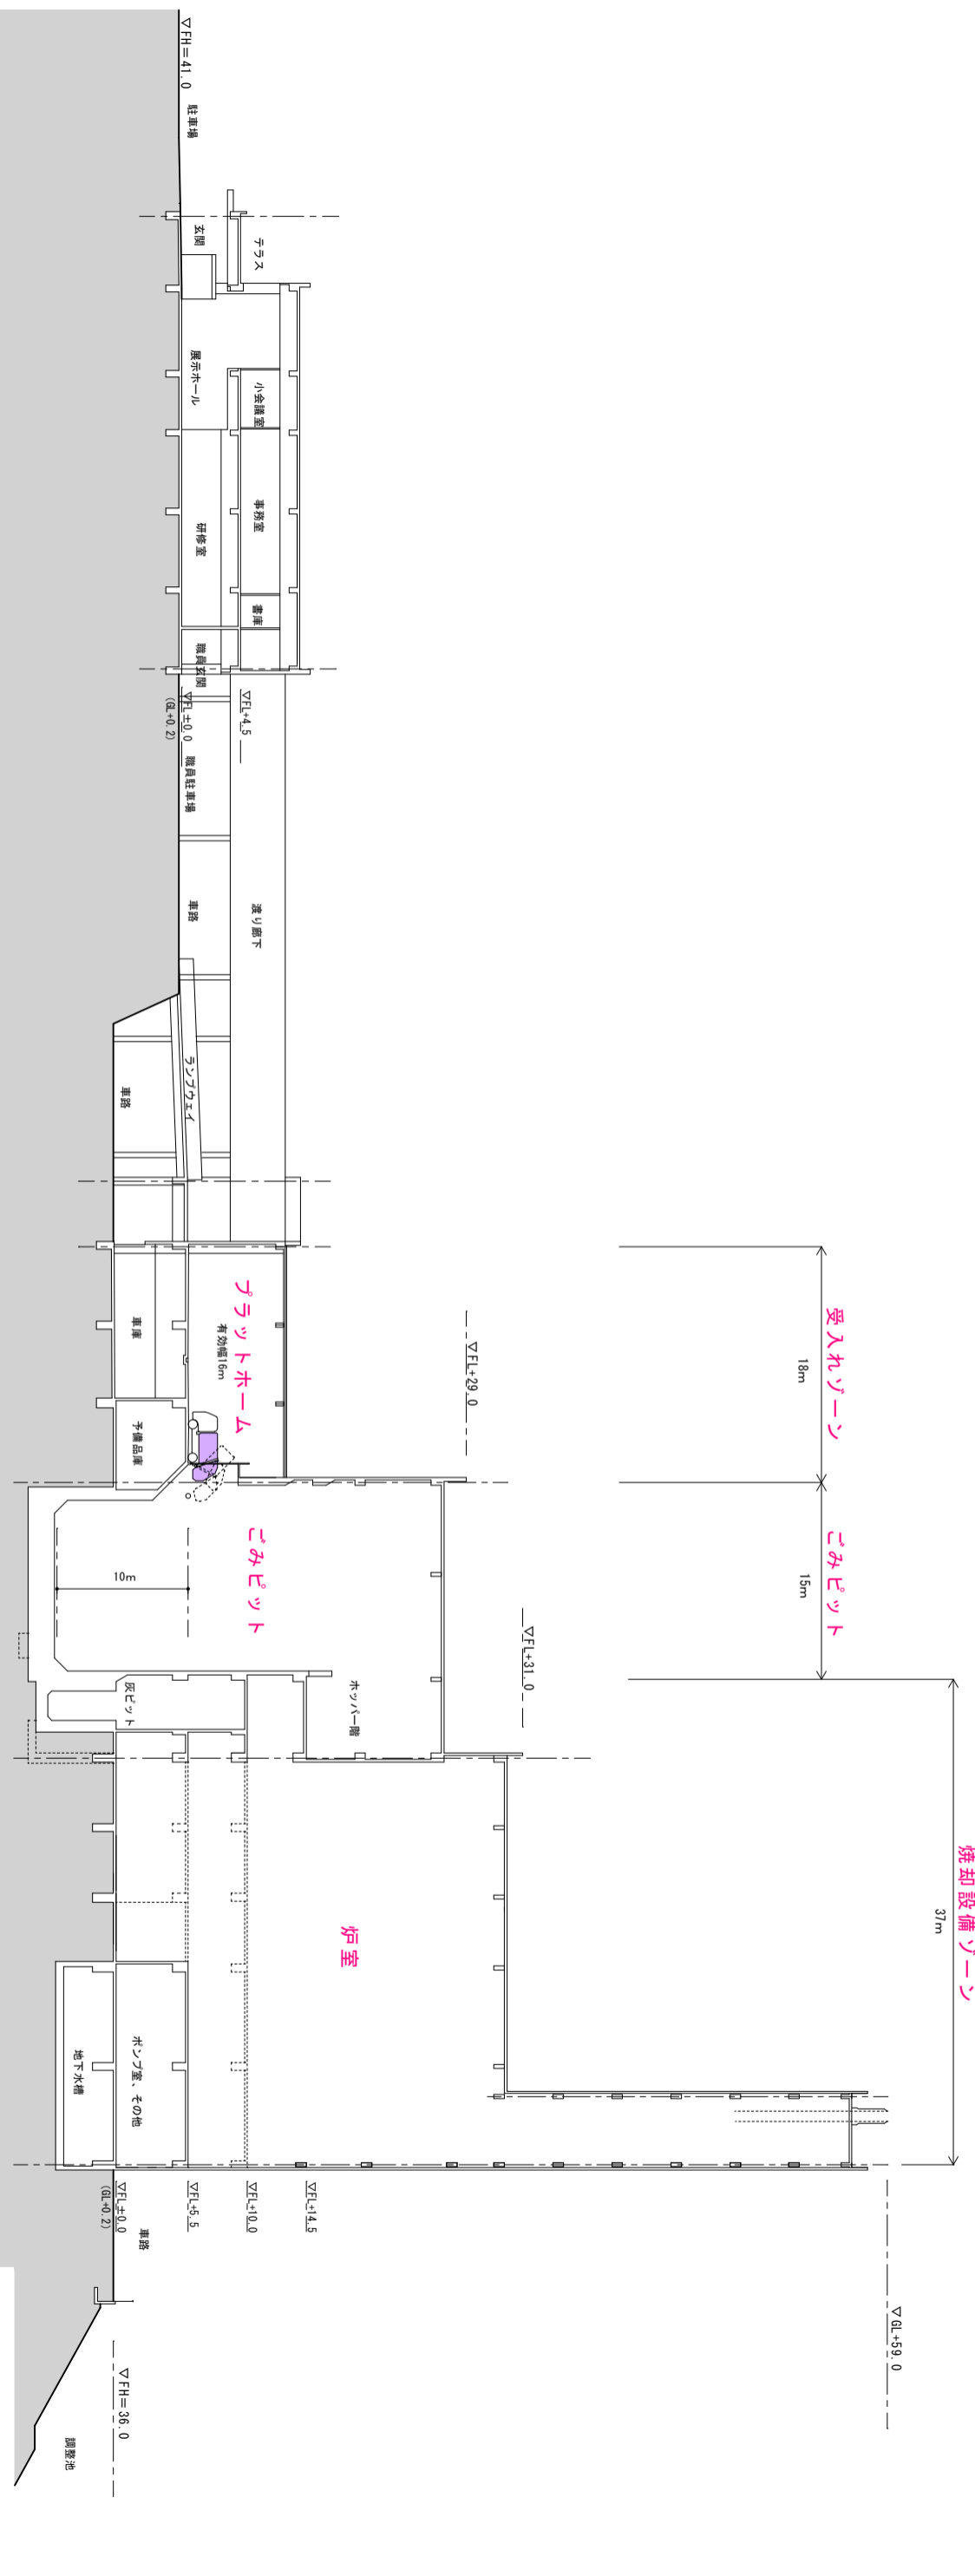 ▽FH=41.0
駐車場
玄関
テラス
展示ホール
小会議室
事務室
研修室
書庫
職員玄関
▽FL+4.5
▽FL±0.0
(GL+0.2)
職員駐車場
車路
渡り廊下
ランプウェイ
車路
受入れゾーン
18m
プラットホーム
有効幅16m
車庫
予備品庫
▽FL+29.0
ごみピット
15m
ごみピット
10m
▽FL+31.0
ホッパー階
灰ピット
焼却設備ゾーン
37m
炉室
ポンプ室、その他
地下水槽
▽FL+14.5
▽FL+10.0
▽FL+5.5
▽FL±0.0
(GL+0.2)
車路
▽GL+59.0
▽FH=36.0
調整池